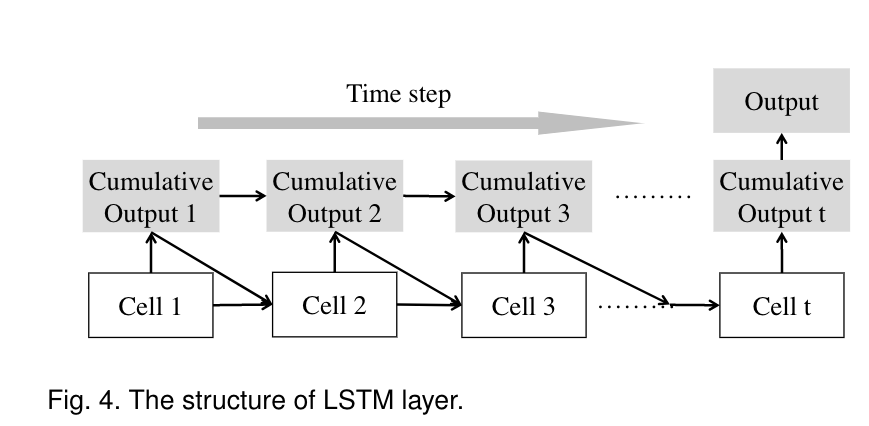 Time step
Output
Cumulative
Output 1
Cumulative
Output 2
Cumulative
Output 3
.........
Cumulative
Output t
Cell 1
Cell 2
Cell 3
........
Cell t
Fig. 4. The structure of LSTM layer.